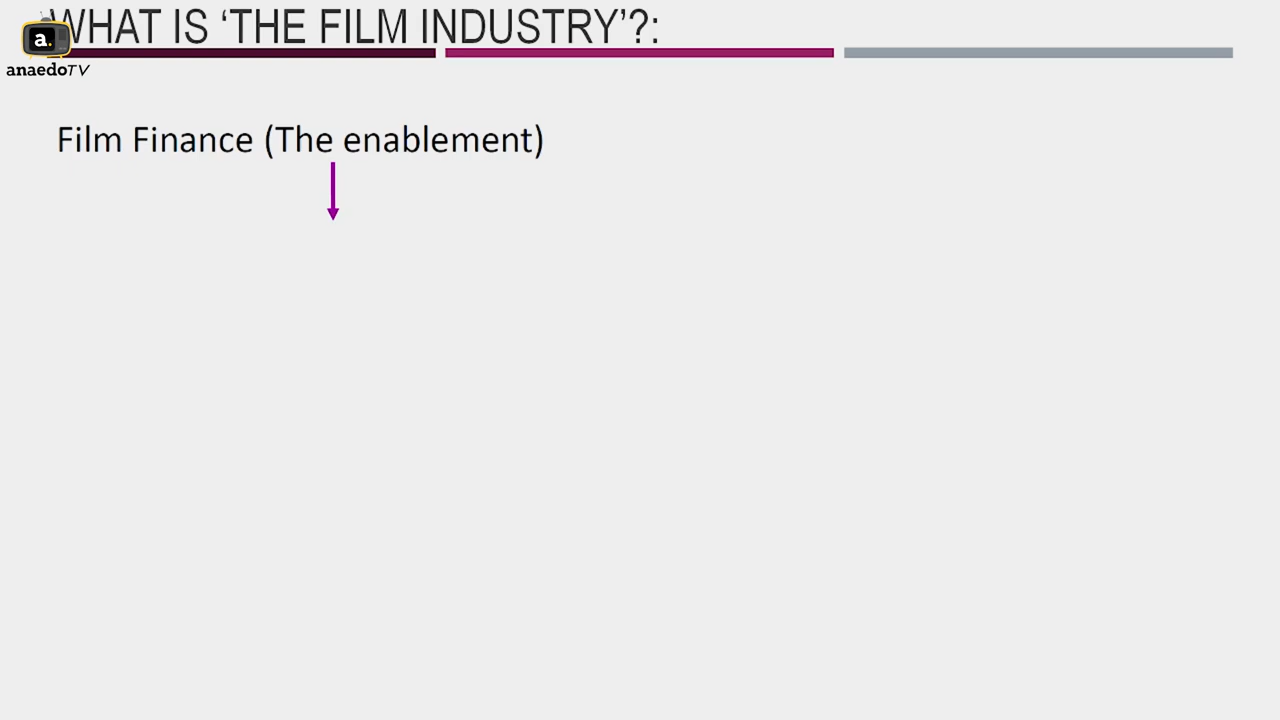 WHAT IS ‘THE FILM INDUSTRY’?:
a.
anaedoTV
Film Finance (The enablement)